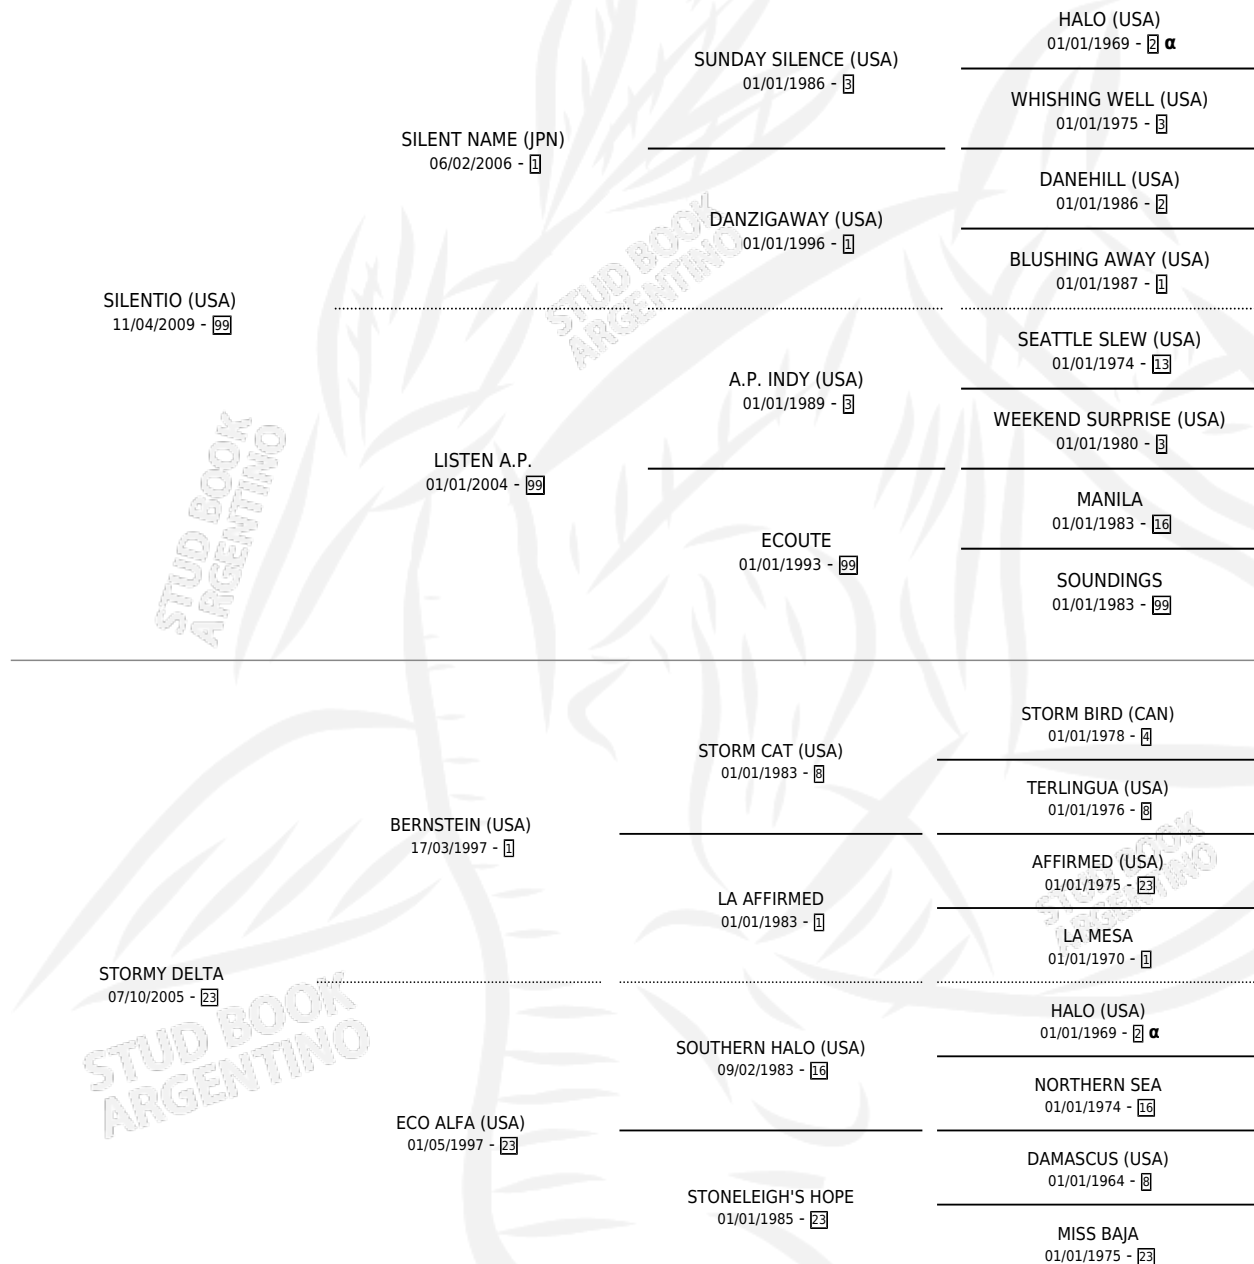 HALO (USA)
01/01/1969 - 2 α
SUNDAY SILENCE (USA)
01/01/1986 - 3
WHISHING WELL (USA)
01/01/1975 - 3
SILENT NAME (JPN)
06/02/2006 - 1
DANEHILL (USA)
01/01/1986 - 2
DANZIGAWAY (USA)
01/01/1996 - 1
BLUSHING AWAY (USA)
01/01/1987 - 1
STUD BOOK
ARGENTINO
SILENTIO (USA)
11/04/2009 - 99
SEATTLE SLEW (USA)
01/01/1974 - 13
A.P. INDY (USA)
01/01/1989 - 3
WEEKEND SURPRISE (USA)
01/01/1980 - 3
LISTEN A.P.
01/01/2004 - 99
MANILA
01/01/1983 - 16
ECOUTE
01/01/1993 - 99
SOUNDINGS
01/01/1983 - 99
STUD BOOK
ARGENTINO
STORM BIRD (CAN)
01/01/1978 - 4
STORM CAT (USA)
01/01/1983 - 8
TERLINGUA (USA)
01/01/1976 - 8
BERNSTEIN (USA)
17/03/1997 - 1
AFFIRMED (USA)
01/01/1975 - 23
STUD BOOK
ARGENTINO
LA AFFIRMED
01/01/1983 - 1
LA MESA
01/01/1970 - 1
STORMY DELTA
07/10/2005 - 23
STUD BOOK
ARGENTINO
HALO (USA)
01/01/1969 - 2 α
SOUTHERN HALO (USA)
09/02/1983 - 16
NORTHERN SEA
01/01/1974 - 16
ECO ALFA (USA)
01/05/1997 - 23
DAMASCUS (USA)
01/01/1964 - 8
STONELEIGH'S HOPE
01/01/1985 - 23
MISS BAJA
01/01/1975 - 23